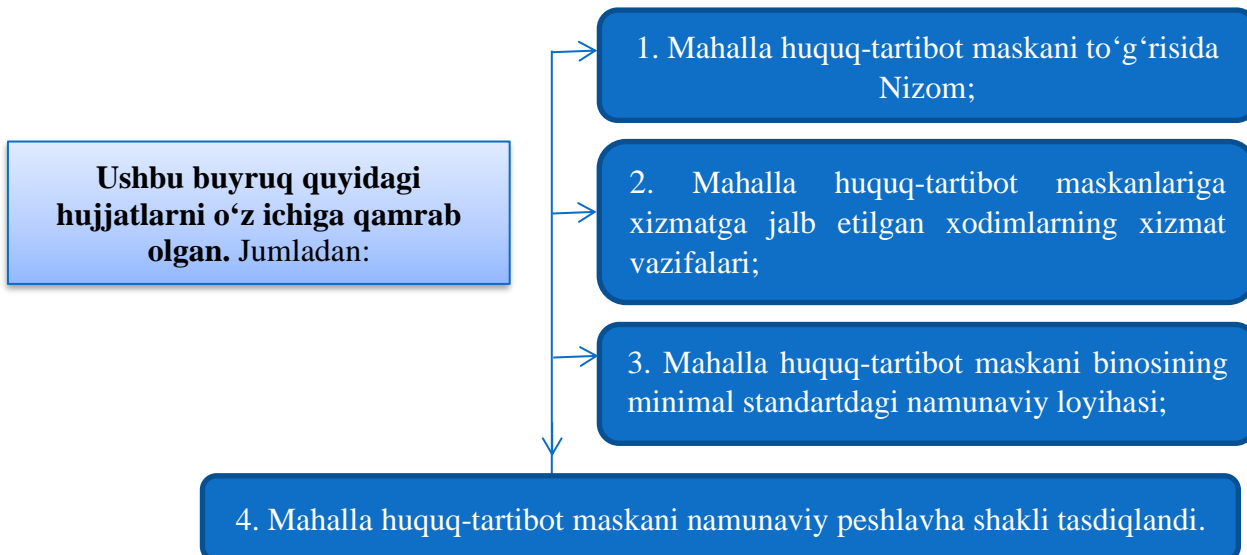 Ushbu buyruq quyidagi
hujjatlarni o‘z ichiga qamrab
olgan. Jumladan:
1. Mahalla huquq-tartibot maskani to‘g‘risida
Nizom;
2. Mahalla huquq-tartibot maskanlariga
xizmatga jalb etilgan xodimlarning xizmat
vazifalari;
3. Mahalla huquq-tartibot maskani binosining
minimal standartdagi namunaviy loyihasi;
4. Mahalla huquq-tartibot maskani namunaviy peshlavha shakli tasdiqlandi.